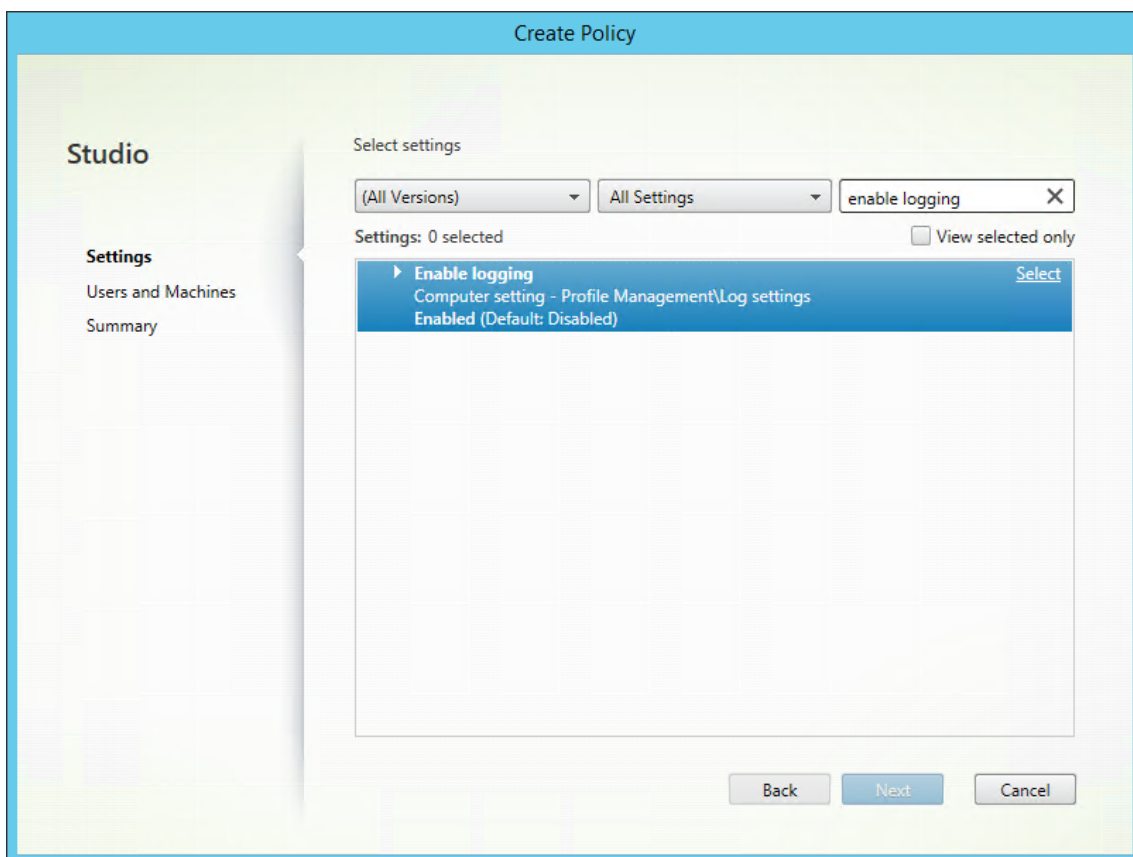 Create Policy
Studio
Settings
Users and Machines
Summary
Select settings
(All Versions)
All Settings
enable logging
Settings: 0 selected
View selected only
Enable logging
Select
Computer setting - Profile Management\Log settings
Enabled (Default: Disabled)
Back
Next
Cancel